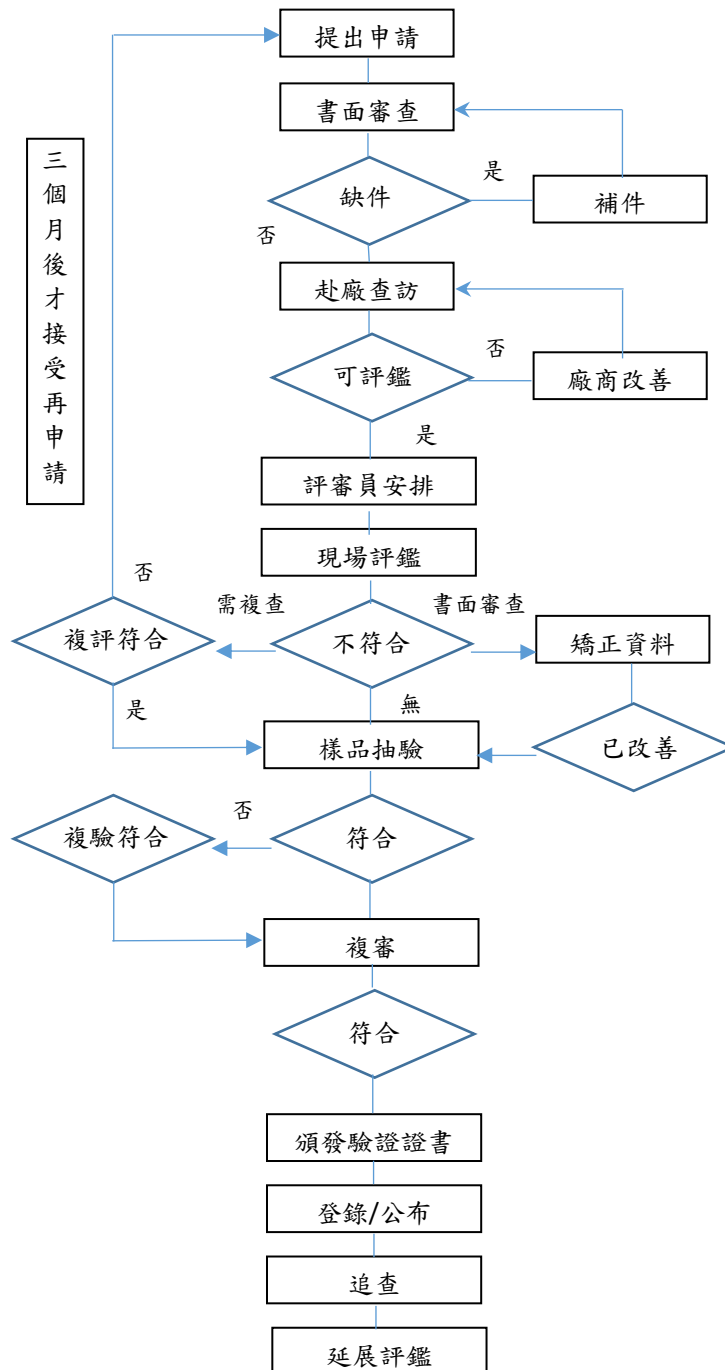 提出申請
書面審查
三個月後才接受再申請
缺件
是
補件
否
赴廠查訪
可評鑑
否
廠商改善
是
評審員安排
現場評鑑
否
需複查
書面審查
複評符合
不符合
矯正資料
是
無
樣品抽驗
已改善
複驗符合
否
符合
複審
符合
頒發驗證證書
登錄/公布
追查
延展評鑑